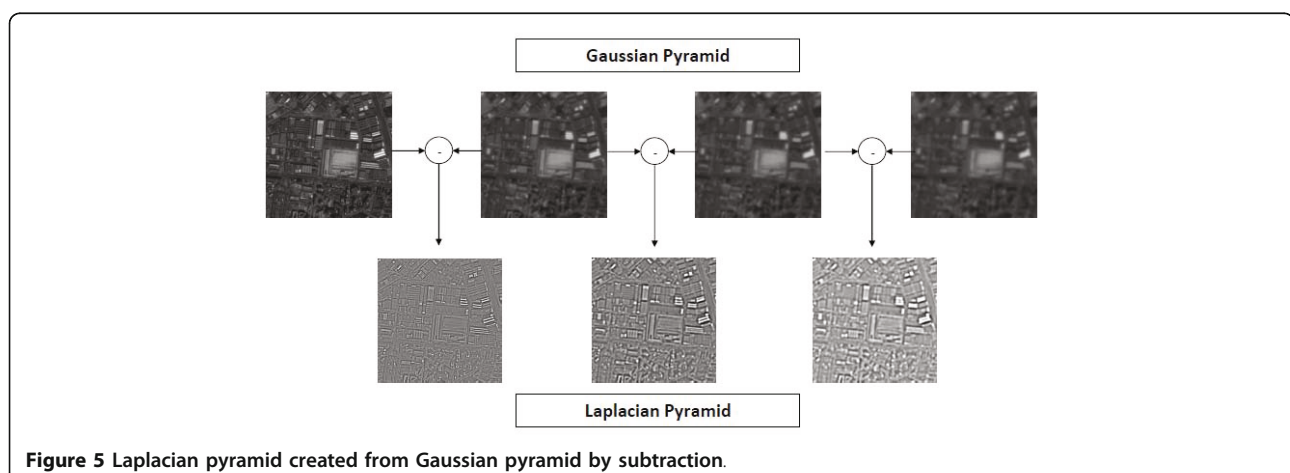 Gaussian Pyramid
- - -
Laplacian Pyramid
Figure 5 Laplacian pyramid created from Gaussian pyramid by subtraction.